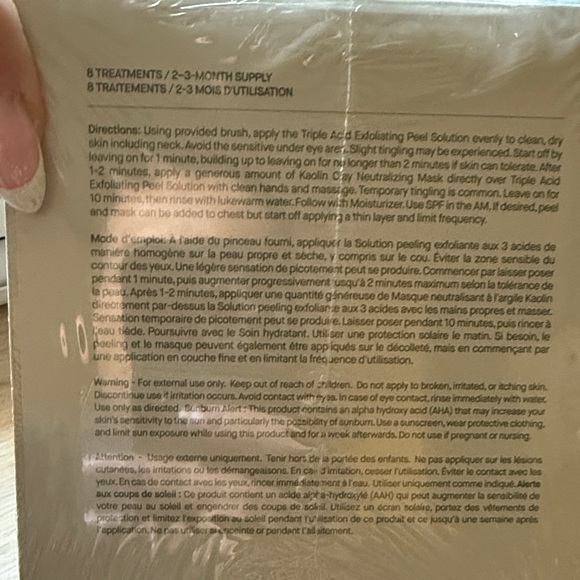 8 TREATMENTS / 2-3-MONTH SUPPLY
8 TRAITEMENTS / 2-3 MOIS D'UTILISATION
Directions: Using provided brush, apply the Triple Acid Exfoliating Peel Solution evenly to clean, dry
skin including neck. Avoid the sensitive under eye area. Slight tingling may be experienced. Start off by
leaving on for 1 minute, building up to leaving on for no longer than 2 minutes if skin can tolerate. After
1-2 minutes, apply a generous amount of Kaolin Clay Neutralizing Mask directly over Triple Acid
Exfoliating Peel Solution with clean hands and massage. Temporary tingling is common. Leave on for
10 minutes, then rinse with lukewarm water. Follow with Moisturizer. Use SPF in the AM. If desired, peel
and mask can be added to chest but start off applying a thin layer and limit frequency.
Mode d'emploi: À l'aide du pinceau fourni, appliquer la Solution peeling exfoliante aux 3 acides de
manière homogène sur la peau propre et sèche, y compris sur le cou. Éviter la zone sensible du
contour des yeux. Une légère sensation de picotement peut se produire. Commencer par laisser poser
pendant 1 minute, puis augmenter progressivement jusqu'à 2 minutes maximum selon la tolérance de
la peau. Après 1-2 minutes, appliquer une quantité généreuse de Masque neutralisant à l'argile Kaolin
directement par-dessus la Solution peeling exfoliante aux 3 acides avec les mains propres et masser.
Sensation temporaire de picotement peut se produire. Laisser poser pendant 10 minutes, puis rincer à
l'eau tiède. Poursuivre avec le Soin hydratant. Utiliser une protection solaire le matin. Si besoin, le
peeling et le masque peuvent également être appliqués sur le décolleté, mais en commençant par
une application en couche fine et en limitant la fréquence d'utilisation.
Warning - For external use only. Keep out of reach of children. Do not apply to broken, irritated, or itching skin.
Discontinue use if irritation occurs. Avoid contact with eyes. In case of eye contact, rinse immediately with water.
Use only as directed. Sunburn Alert: This product contains an alpha hydroxy acid (AHA) that may increase your
skin's sensitivity to the sun and particularly the possibility of sunburn. Use a sunscreen, wear protective clothing,
and limit sun exposure while using this product and for a week afterwards. Do not use if pregnant or nursing.
Attention - Usage externe uniquement. Tenir hors de la portée des enfants. Ne pas appliquer sur les lésions
cutanées, les irritations ou les démangeaisons. En cas d'irritation, cesser l'utilisation. Éviter le contact avec les
yeux. En cas de contact avec les yeux, rincer immédiatement à l'eau. Utiliser uniquement comme indiqué. Alerte
aux coups de soleil : Ce produit contient un acide alpha-hydroxylé (AAH) qui peut augmenter la sensibilité de
votre peau au soleil et engendrer des coups de soleil. Utilisez un écran solaire, portez des vêtements de
protection et limitez l'exposition au soleil pendant l'utilisation de ce produit et ce jusqu'à une semaine après
l'application. Ne pas utiliser si enceinte or pendant l'allaitement.